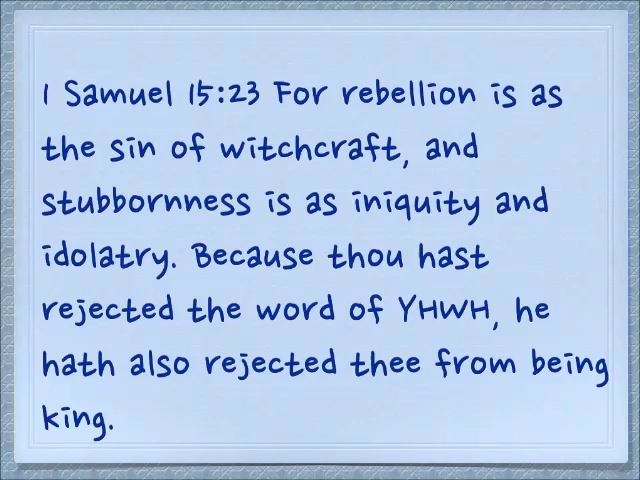 1 Samuel 15:23 For rebellion is as
the sin of witchcraft, and
stubbornness is as iniquity and
idolatry. Because thou hast
rejected the word of YHWH, he
hath also rejected thee from being
king.